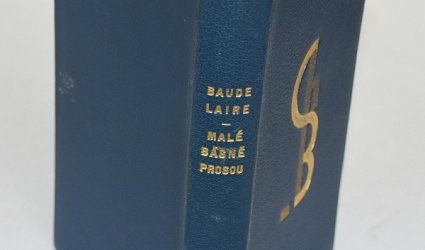 BAUDE
LAIRE
—
MALÉ
BÁSNĚ
PROSOU